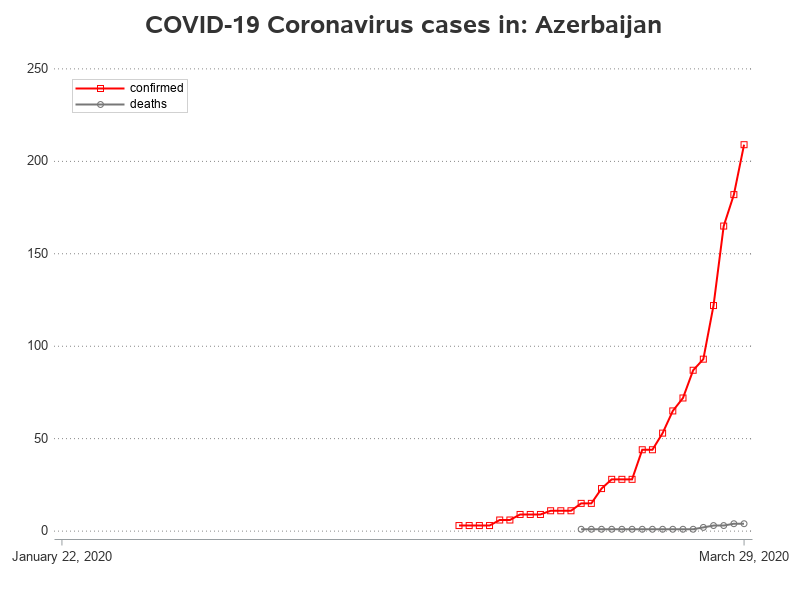 COVID-19 Coronavirus cases in: Azerbaijan
250
confirmed
deaths
200
150
100
50
0
January 22, 2020
March 29, 2020